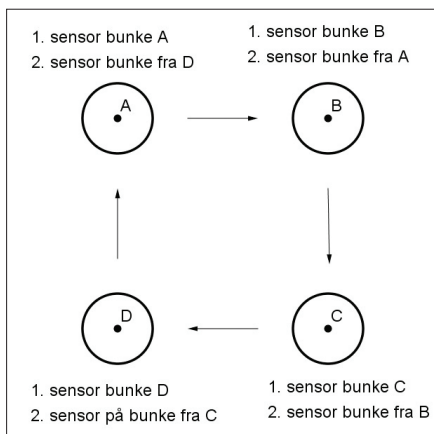 1. sensor bunke A
2. sensor bunke fra D
1. sensor bunke B
2. sensor bunke fra A
A
B
D
C
1. sensor bunke D
2. sensor på bunke fra C
1. sensor bunke C
2. sensor bunke fra B